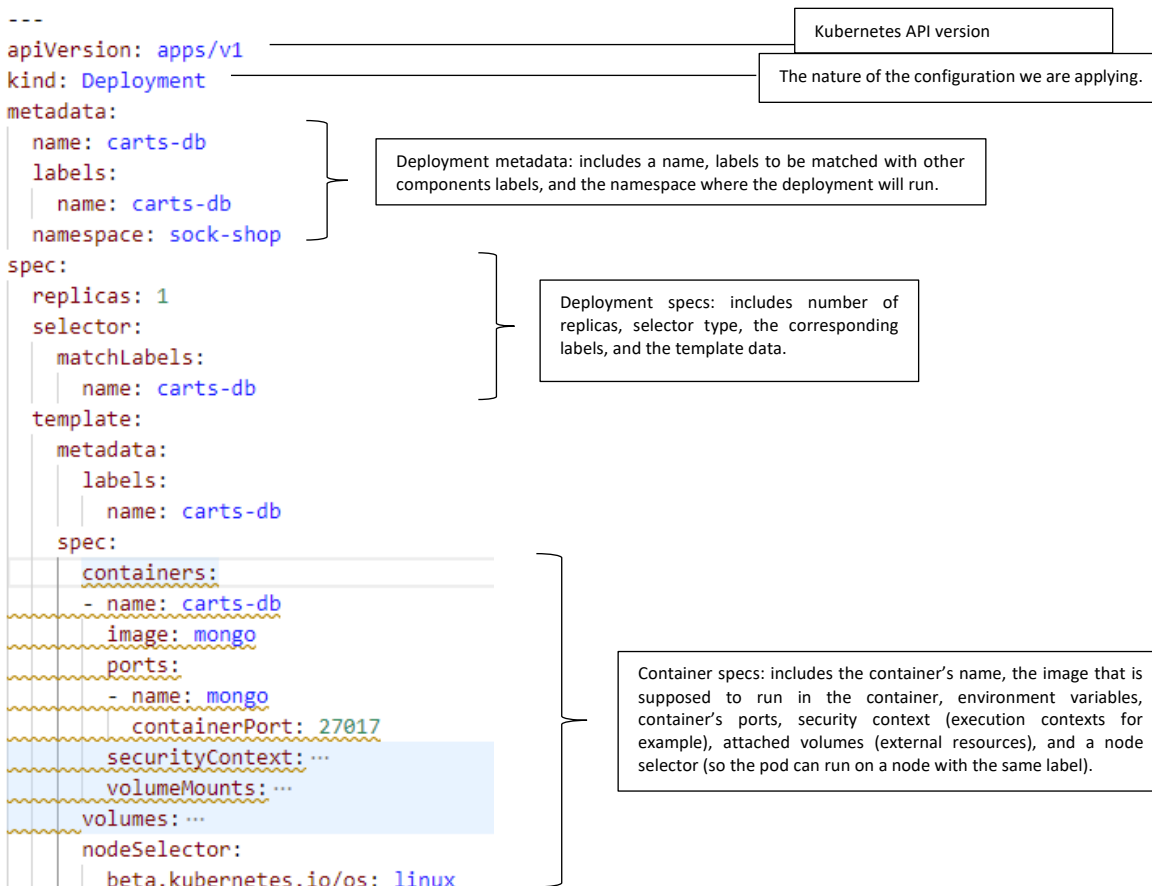 ---
apiVersion: apps/v1
Kubernetes API version
kind: Deployment
The nature of the configuration we are applying.
metadata:
name: carts-db
labels:
name: carts-db
namespace: sock-shop
Deployment metadata: includes a name, labels to be matched with other
components labels, and the namespace where the deployment will run.
spec:
replicas: 1
selector:
matchLabels:
name: carts-db
Deployment specs: includes number of
replicas, selector type, the corresponding
labels, and the template data.
template:
metadata:
labels:
name: carts-db
spec:
containers:
- name: carts-db
image: mongo
ports:
- name: mongo
containerPort: 27017
securityContext: ...
volumeMounts: ...
volumes: ...
nodeSelector:
beta.kubernetes.io/os: linux
Container specs: includes the container's name, the image that is
supposed to run in the container, environment variables,
container's ports, security context (execution contexts for
example), attached volumes (external resources), and a node
selector (so the pod can run on a node with the same label).